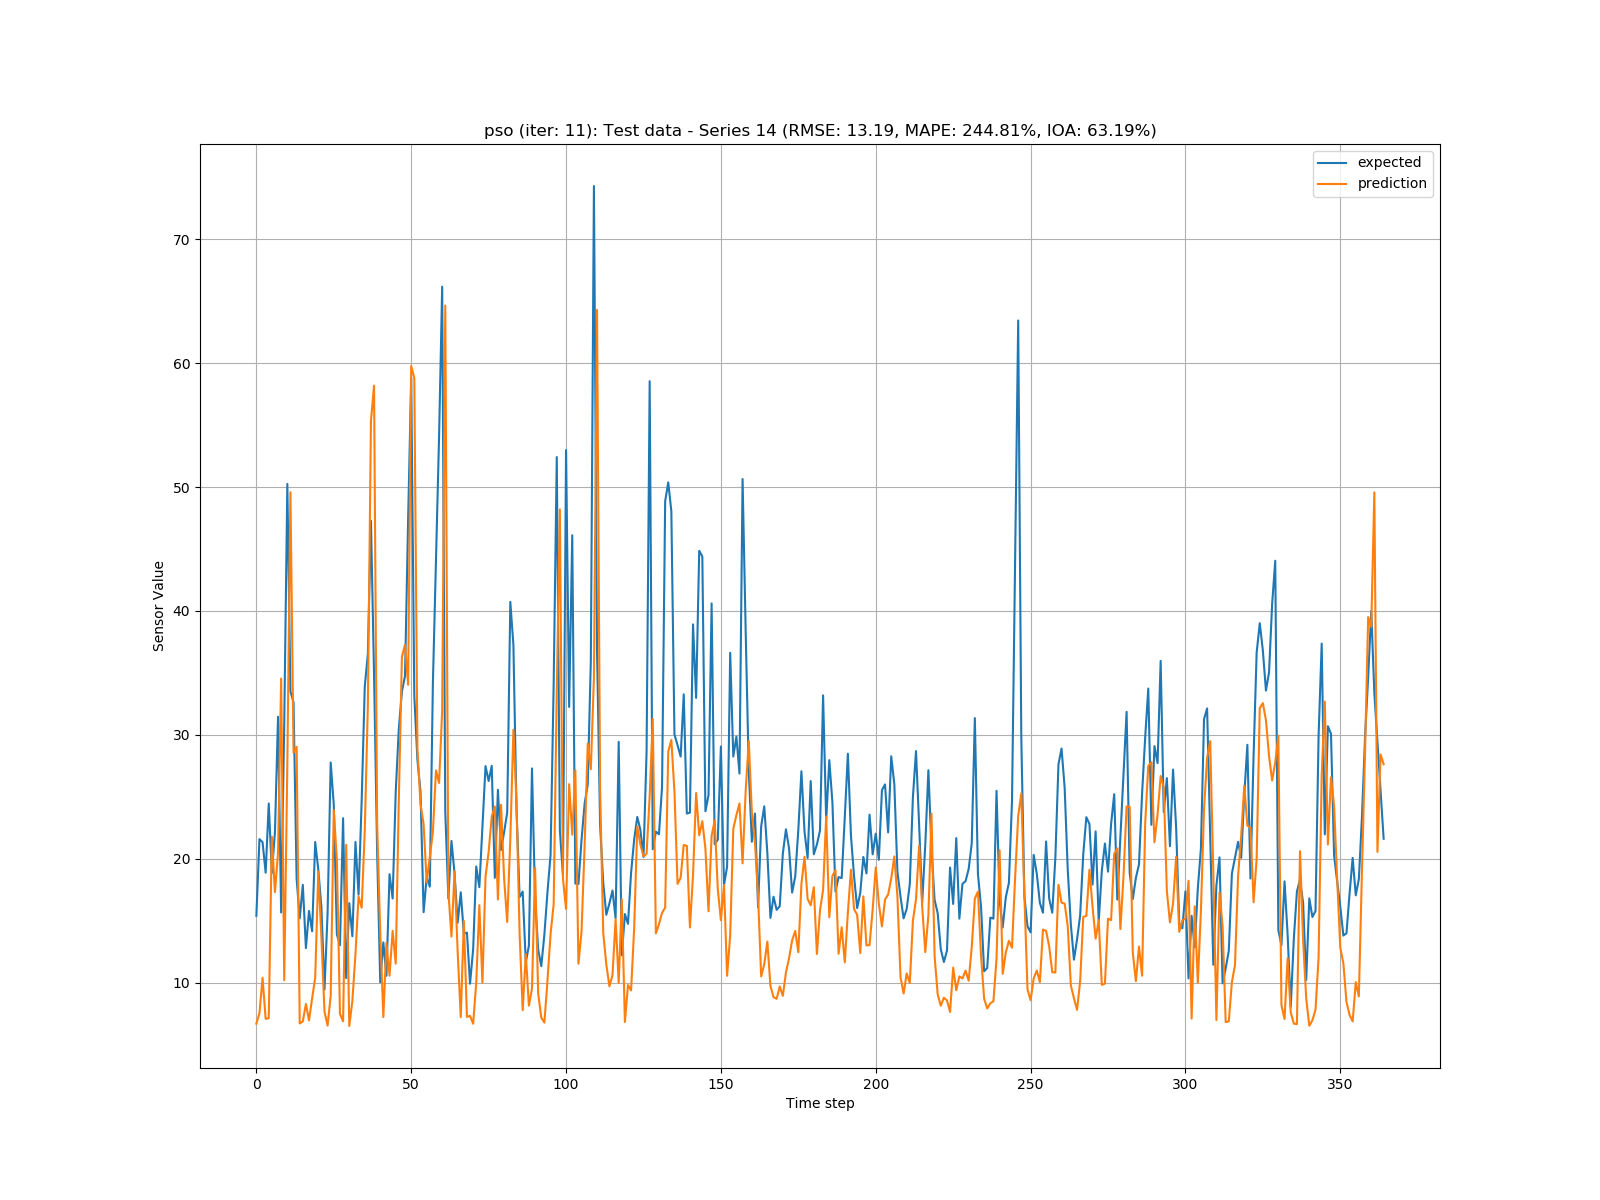 pso (iter: 11): Test data - Series 14 (RMSE: 13.19, MAPE: 244.81%, IOA: 63.19%)
expected
prediction
70
60
50
40
30
20
10
Sensor Value
0 50 100 150 200 250 300 350
Time step